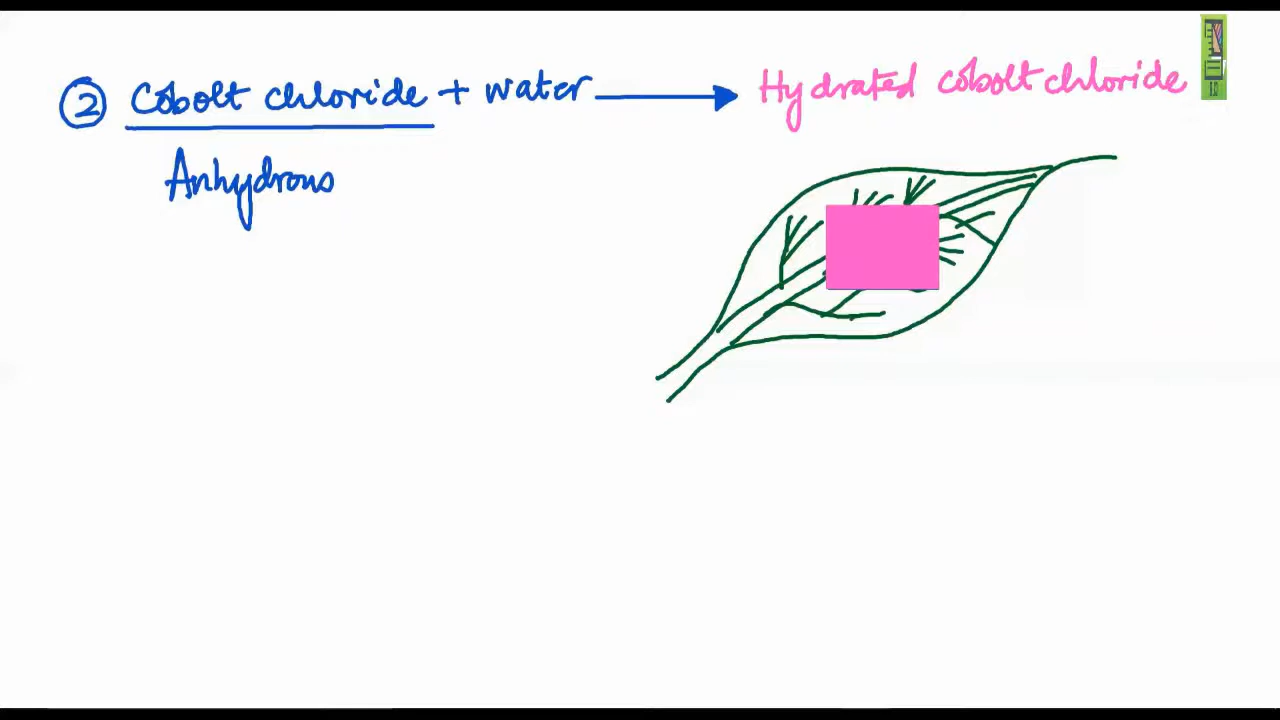 ② Cobolt chloride + water → Hydrated cobolt chloride
Anhydrous